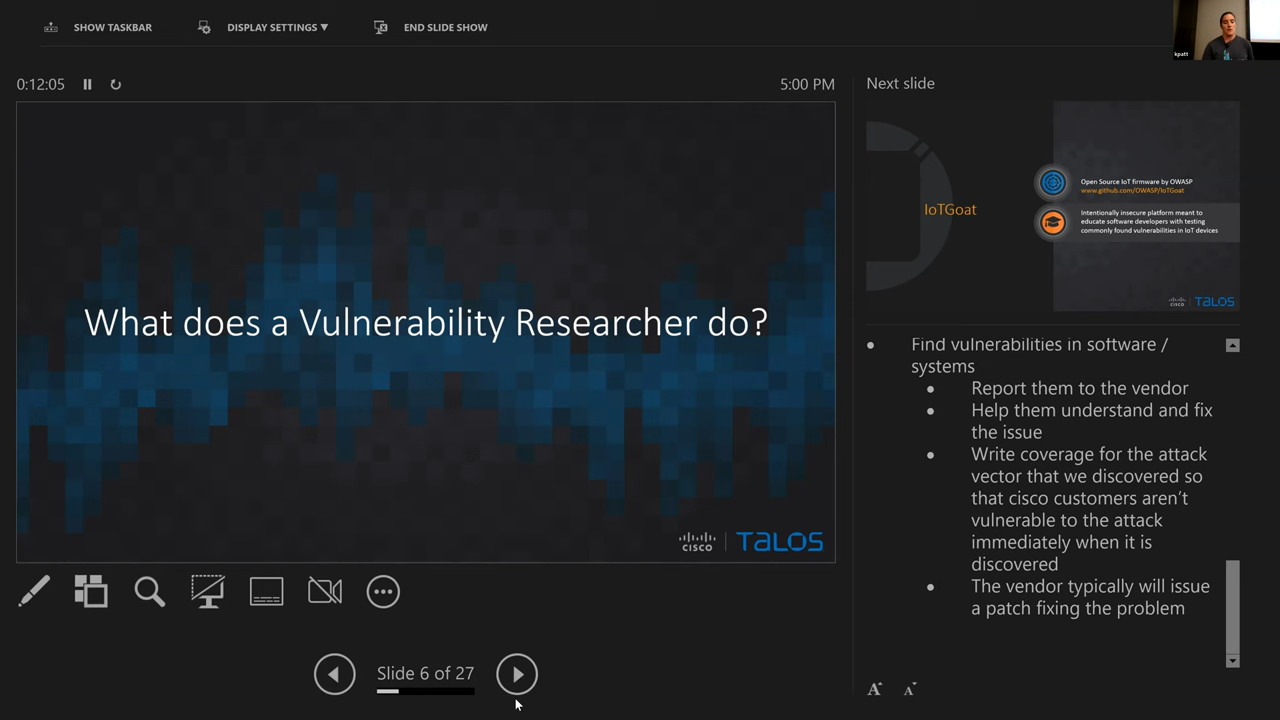 SHOW TASKBAR
DISPLAY SETTINGS ▼
END SLIDE SHOW
kpatt
0:12:05
5:00 PM
What does a Vulnerability Researcher do?
cisco
TALOS
Slide 6 of 27
Next slide
IoTGoat
Open Source IoT firmware by OWASP
www.github.com/OWASP/IoTGoat
Intentionally insecure platform meant to
educate software developers with testing
commonly found vulnerabilities in IoT devices
cisco
TALOS
• Find vulnerabilities in software /
systems
• Report them to the vendor
• Help them understand and fix
the issue
• Write coverage for the attack
vector that we discovered so
that cisco customers aren't
vulnerable to the attack
immediately when it is
discovered
• The vendor typically will issue
a patch fixing the problem
A A